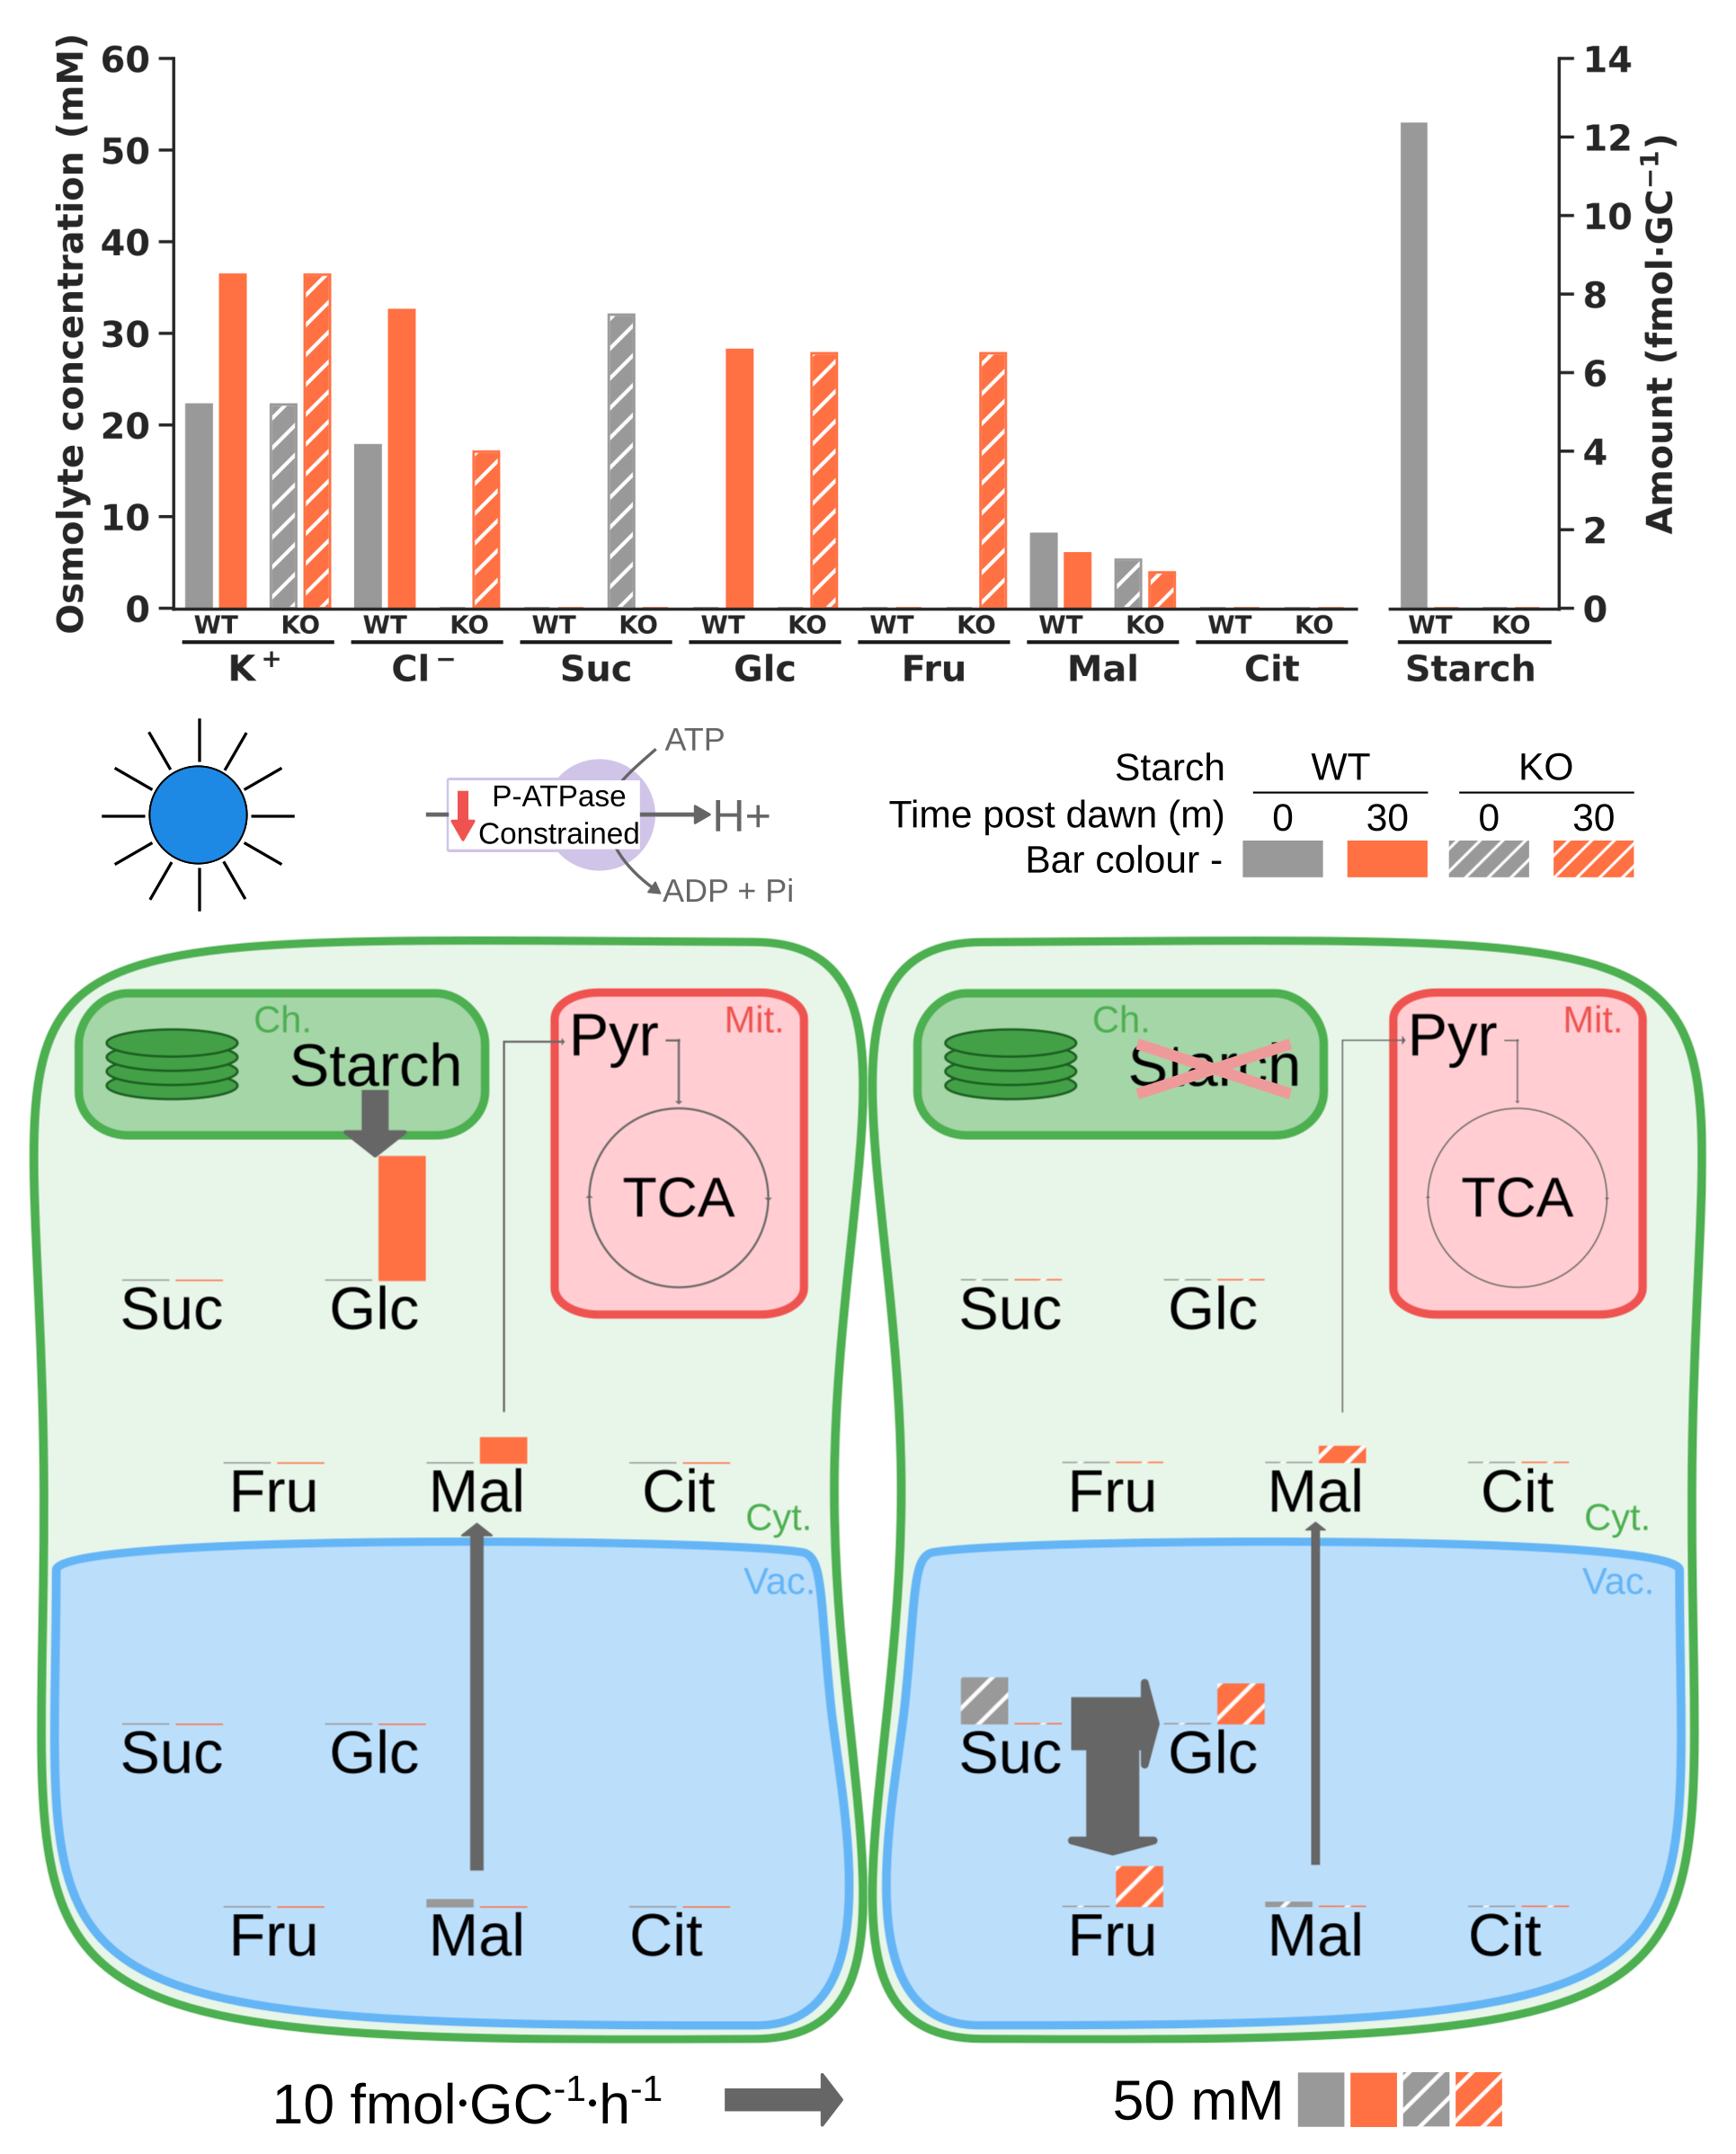 Osmolyte concentration (mM)
60
50
40
30
20
10
0
14
12
10
8
6
4
2
0
Amount (fmol·GC⁻¹)
WT KO WT KO WT KO WT KO WT KO WT KO WT KO WT KO
K⁺ Cl⁻ Suc Glc Fru Mal Cit Starch
ATP
P-ATPase
Constrained
H+
ADP + Pi
Starch WT KO
Time post dawn (m) 0 30 0 30
Bar colour -
Ch.
Starch
Pyr
Mit.
TCA
Suc Glc
Fru Mal Cit
Cyt.
Vac.
Suc Glc
Fru Mal Cit
Ch.
Starch
Pyr
Mit.
TCA
Suc Glc
Fru Mal Cit
Cyt.
Vac.
Suc Glc
Fru Mal Cit
10 fmol·GC⁻¹·h⁻¹
50 mM